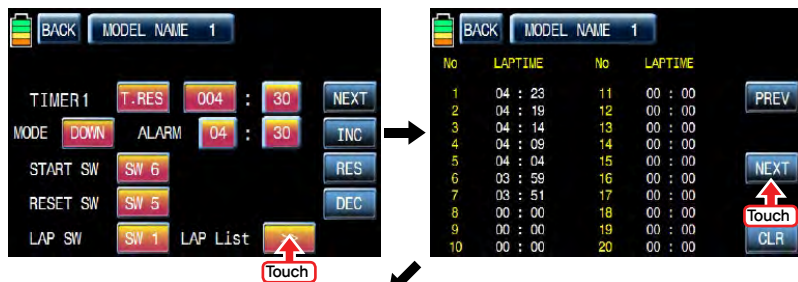 BACK MODEL NAME 1
TIMER1 T.RES 004 : 30 NEXT
MODE DOWN ALARM 04 : 30 INC
START SW SW 6 RES
RESET SW SW 5 DEC
LAP SW SW 1 LAP List >>
Touch
BACK MODEL NAME 1
No LAPTIME No LAPTIME
1 04 : 23 11 00 : 00 PREV
2 04 : 19 12 00 : 00
3 04 : 14 13 00 : 00
4 04 : 09 14 00 : 00
5 04 : 04 15 00 : 00 NEXT
6 03 : 59 16 00 : 00
7 03 : 51 17 00 : 00
8 00 : 00 18 00 : 00 Touch
9 00 : 00 19 00 : 00 CLR
10 00 : 00 20 00 : 00